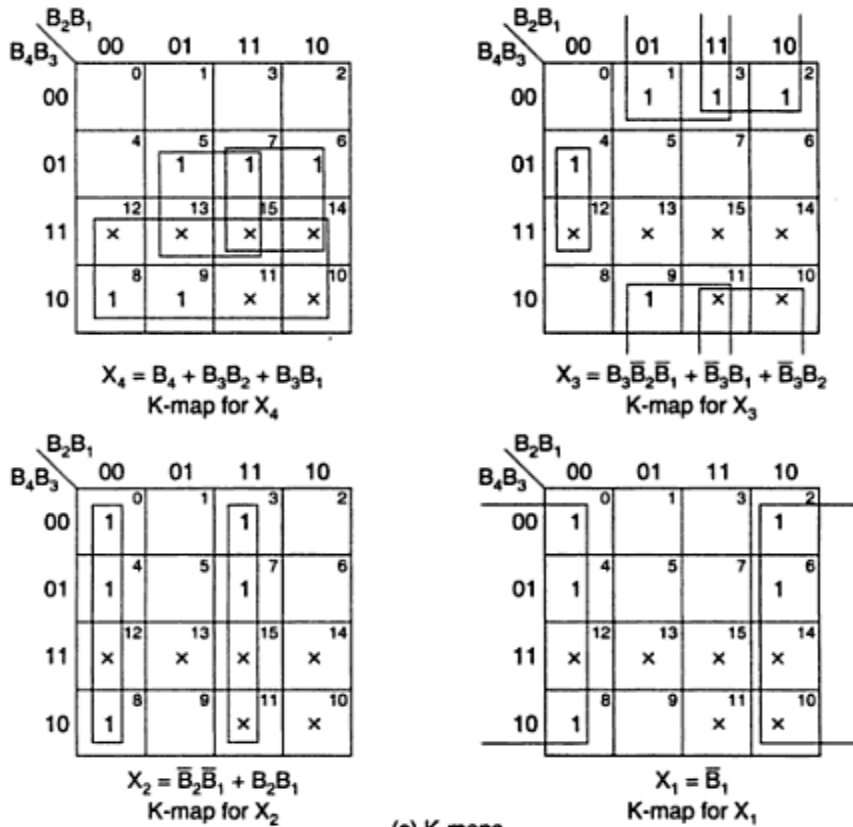 B₂B₁ B₂B₁
B₄B₃ 00 01 11 10 B₄B₃ 00 01 11 10
0 1 3 2 0 1 3 2
00 00 1 1 1
4 5 7 6 4 5 7 6
01 1 1 1 01 1
12 13 15 14 12 13 15 14
11 × × × × 11 × × × ×
8 9 11 10 8 9 11 10
10 1 1 × × 10 1 × ×
X₄ = B₄ + B₃B₂ + B₃B₁ X₃ = B₃B̅₂B̅₁ + B̅₃B₁ + B̅₃B₂
K-map for X₄ K-map for X₃
B₂B₁ B₂B₁
B₄B₃ 00 01 11 10 B₄B₃ 00 01 11 10
0 1 3 2 0 1 3 2
00 1 1 00 1 1
4 5 7 6 4 5 7 6
01 1 1 01 1 1
12 13 15 14 12 13 15 14
11 × × × × 11 × × × ×
8 9 11 10 8 9 11 10
10 1 × × 10 1 × ×
X₂ = B̅₂B̅₁ + B₂B₁ X₁ = B̅₁
K-map for X₂ K-map for X₁